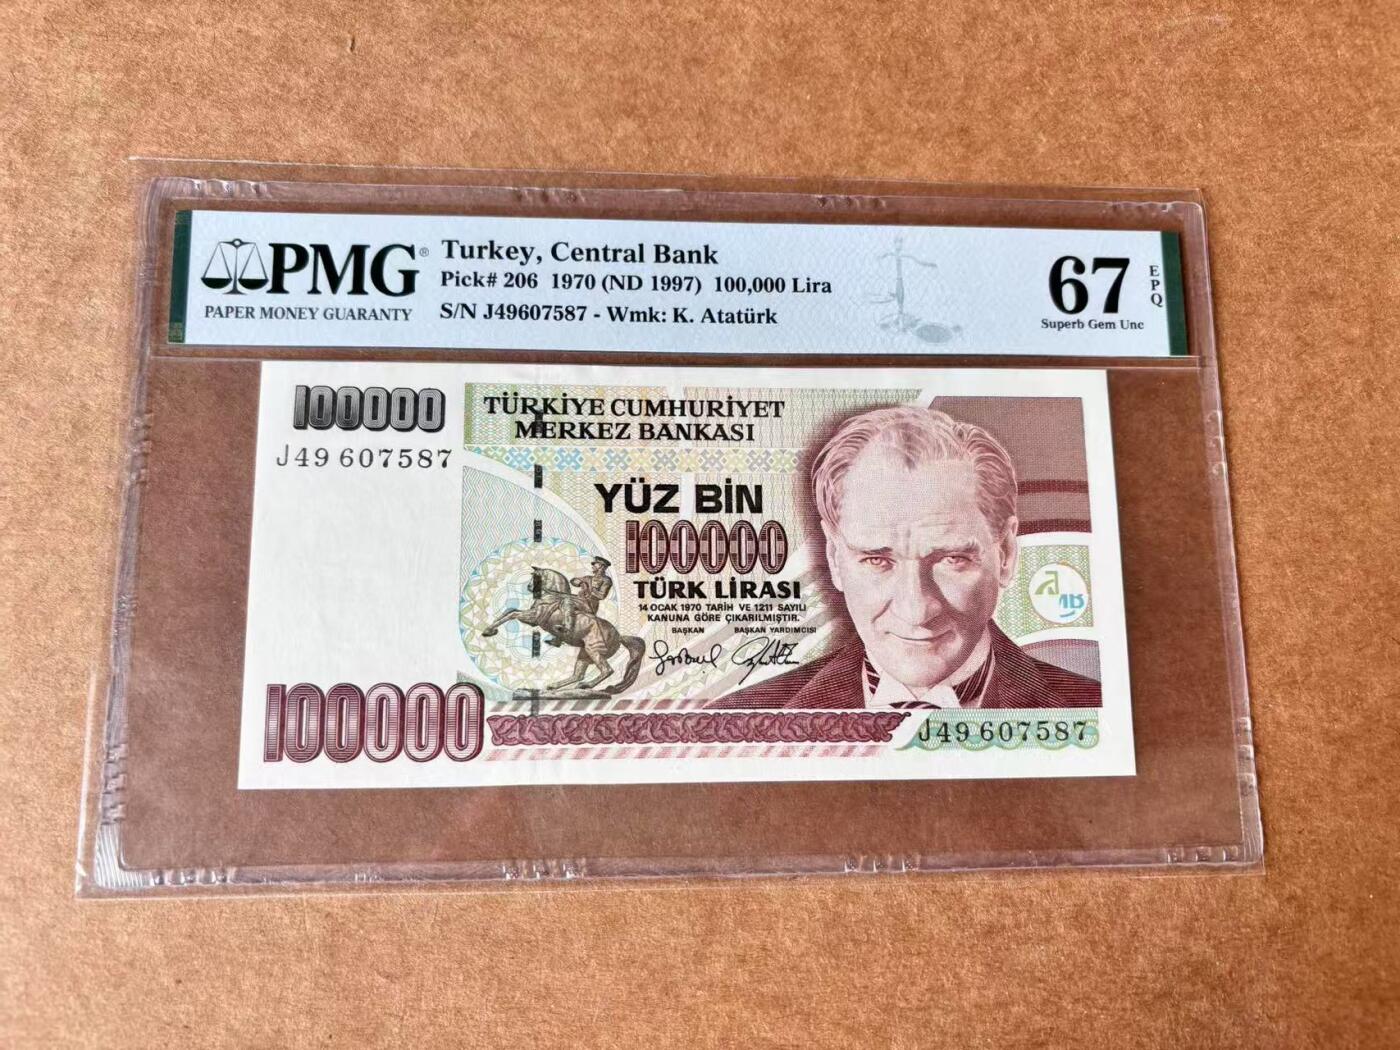 PMG®
PAPER MONEY GUARANTY
Turkey, Central Bank
Pick# 206 1970 (ND 1997) 100,000 Lira
S/N J49607587 - Wmk: K. Atatürk
67
EPQ
Superb Gem Unc
100000
J49 607587
TÜRKİYE CUMHURİYET
MERKEZ BANKASI
YÜZ BİN
100000
TÜRK LİRASI
14 OCAK 1970 TARİH VE 1211 SAYILI
KANUNA GÖRE ÇIKARILMIŞTIR.
BAŞKAN BAŞKAN YARDIMCISI
100000
J49 607587